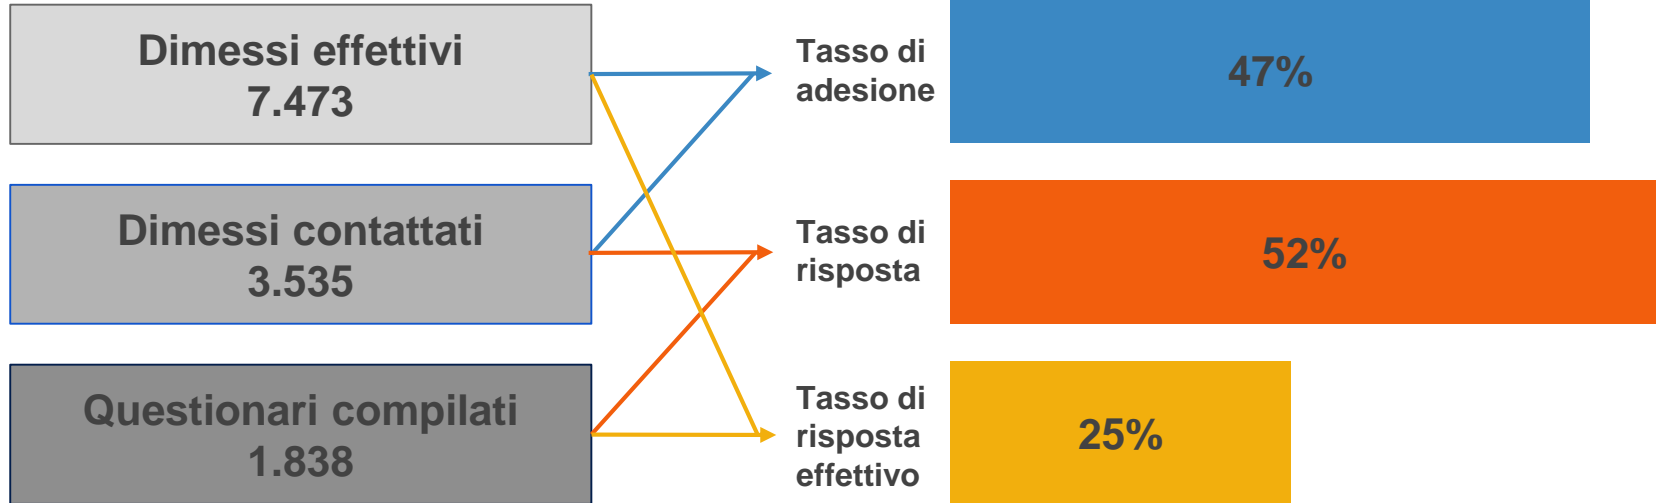 Dimessi effettivi
7.473
Tasso di
adesione
47%
Dimessi contattati
3.535
Tasso di
risposta
52%
Questionari compilati
1.838
Tasso di
risposta
effettivo
25%